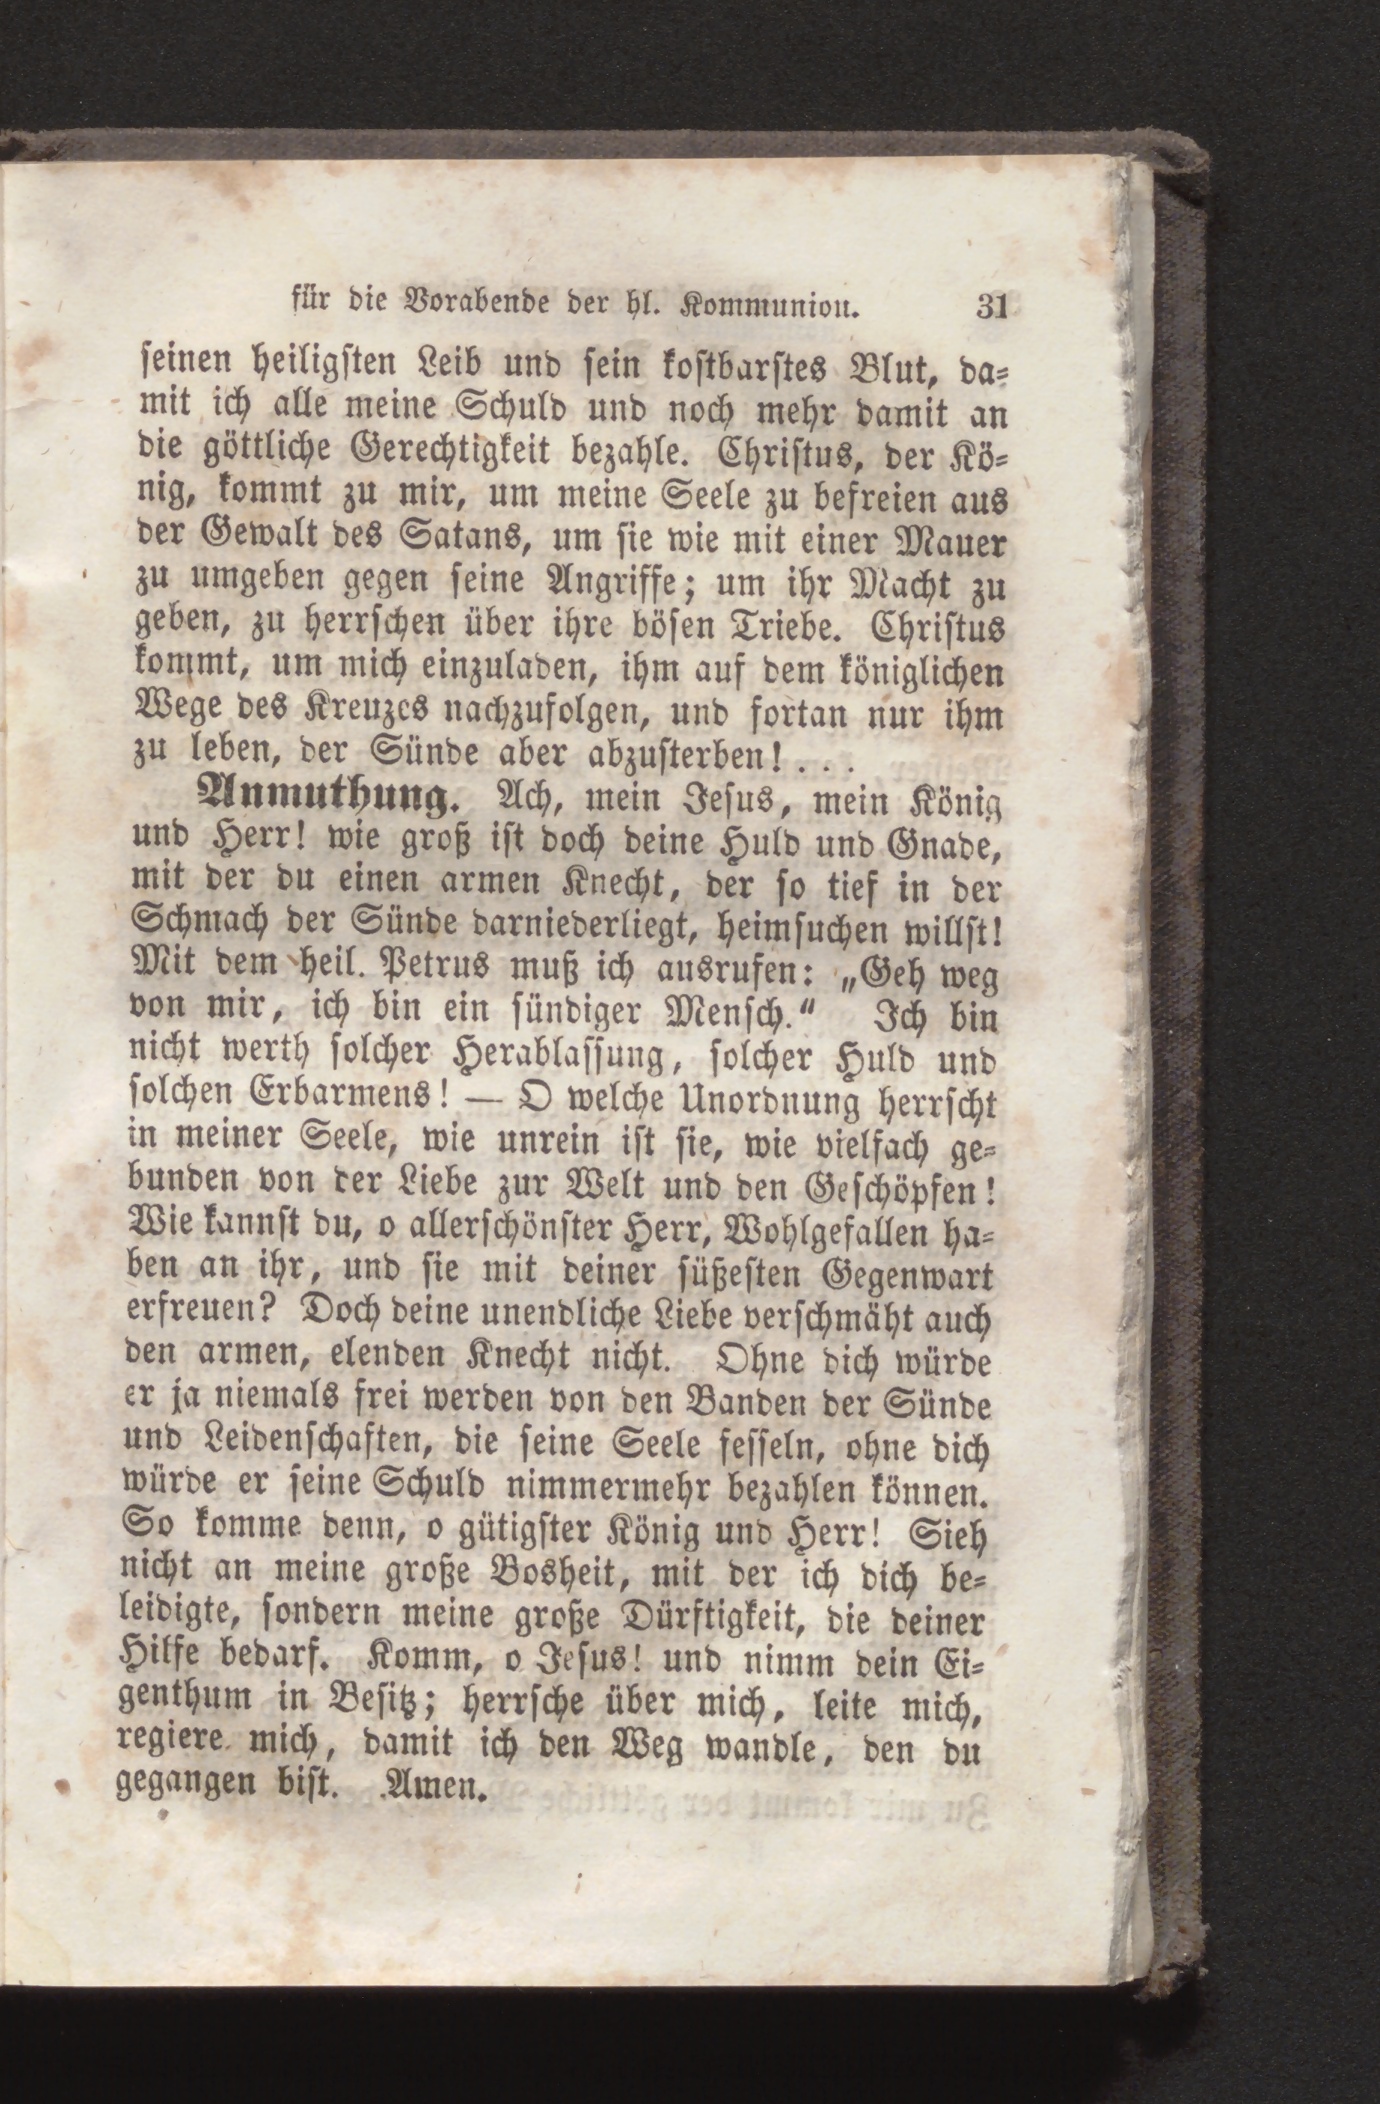 für die Vorabende der hl. Kommunion. 31
seinen heiligsten Leib und sein kostbarstes Blut, da-
mit ich alle meine Schuld und noch mehr damit an
die göttliche Gerechtigkeit bezahle. Christus, der Kö-
nig, kommt zu mir, um meine Seele zu befreien aus
der Gewalt des Satans, um sie wie mit einer Mauer
zu umgeben gegen seine Angriffe; um ihr Macht zu
geben, zu herrschen über ihre bösen Triebe. Christus
kommt, um mich einzuladen, ihm auf dem königlichen
Wege des Kreuzes nachzufolgen, und fortan nur ihm
zu leben, der Sünde aber abzusterben! . . .
Anmuthung. Ach, mein Jesus, mein König
und Herr! wie groß ist doch deine Huld und Gnade,
mit der du einen armen Knecht, der so tief in der
Schmach der Sünde darniederliegt, heimsuchen willst!
Mit dem heil. Petrus muß ich ausrufen: „Geh weg
von mir, ich bin ein sündiger Mensch.“ Ich bin
nicht werth solcher Herablassung, solcher Huld und
solchen Erbarmens! — O welche Unordnung herrscht
in meiner Seele, wie unrein ist sie, wie vielfach ge-
bunden von der Liebe zur Welt und den Geschöpfen!
Wie kannst du, o allerschönster Herr, Wohlgefallen ha-
ben an ihr, und sie mit deiner süßesten Gegenwart
erfreuen? Doch deine unendliche Liebe verschmäht auch
den armen, elenden Knecht nicht. Ohne dich würde
er ja niemals frei werden von den Banden der Sünde
und Leidenschaften, die seine Seele fesseln, ohne dich
würde er seine Schuld nimmermehr bezahlen können.
So komme denn, o gütigster König und Herr! Sieh
nicht an meine große Bosheit, mit der ich dich be-
leidigte, sondern meine große Dürftigkeit, die deiner
Hilfe bedarf. Komm, o Jesus! und nimm dein Ei-
genthum in Besitz; herrsche über mich, leite mich,
regiere mich, damit ich den Weg wandle, den du
gegangen bist. Amen.